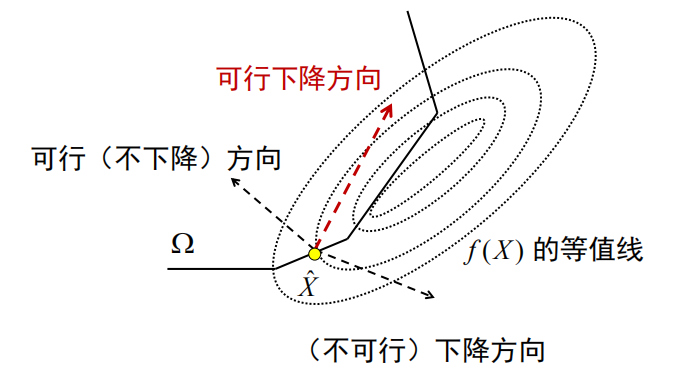 可行下降方向
可行（不下降）方向
Ω
f(X) 的等值线
X̂
（不可行）下降方向